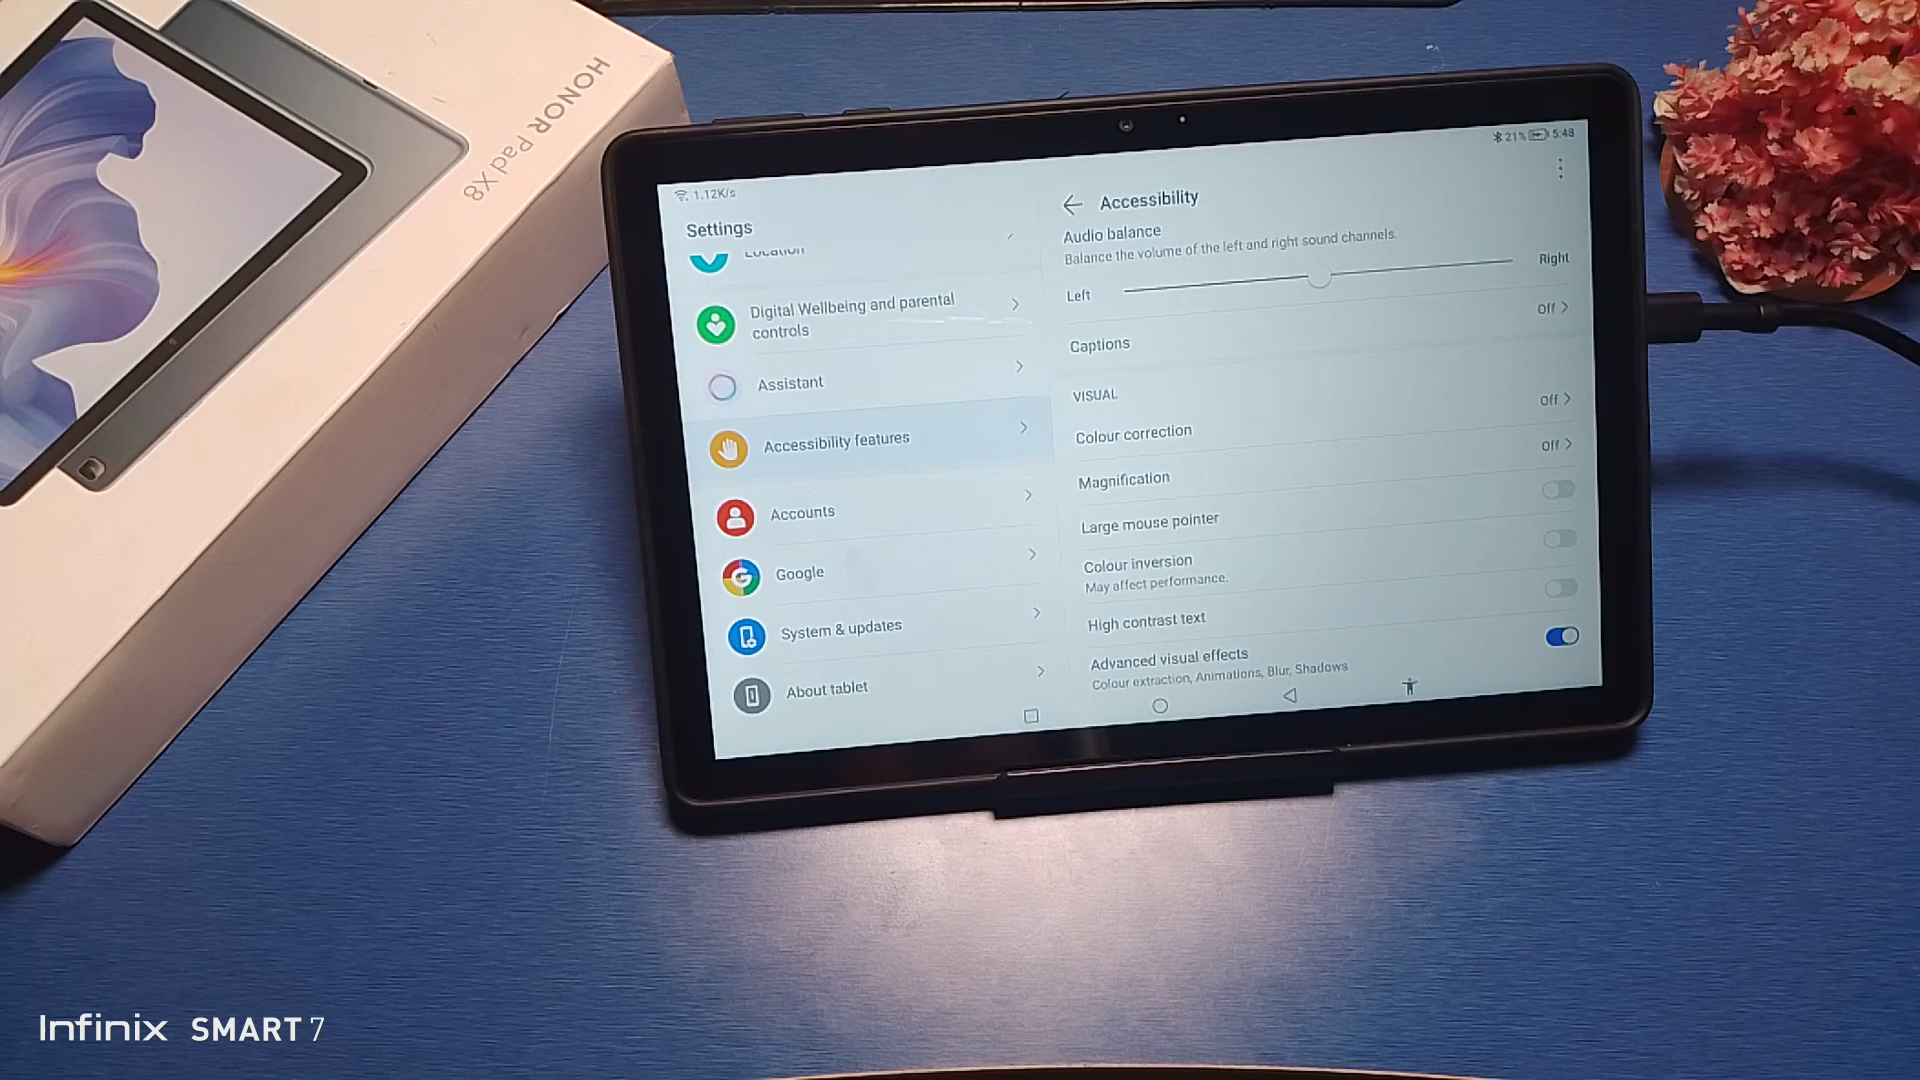 HONOR Pad X8
1.12K/s
21% 5:48
Settings
Location
Digital Wellbeing and parental
controls
Assistant
Accessibility features
Accounts
Google
System & updates
About tablet
Accessibility
Audio balance
Balance the volume of the left and right sound channels.
Left Right
Captions Off
VISUAL
Colour correction Off
Magnification Off
Large mouse pointer
Colour inversion
May affect performance.
High contrast text
Advanced visual effects
Colour extraction, Animations, Blur, Shadows
Infinix SMART 7